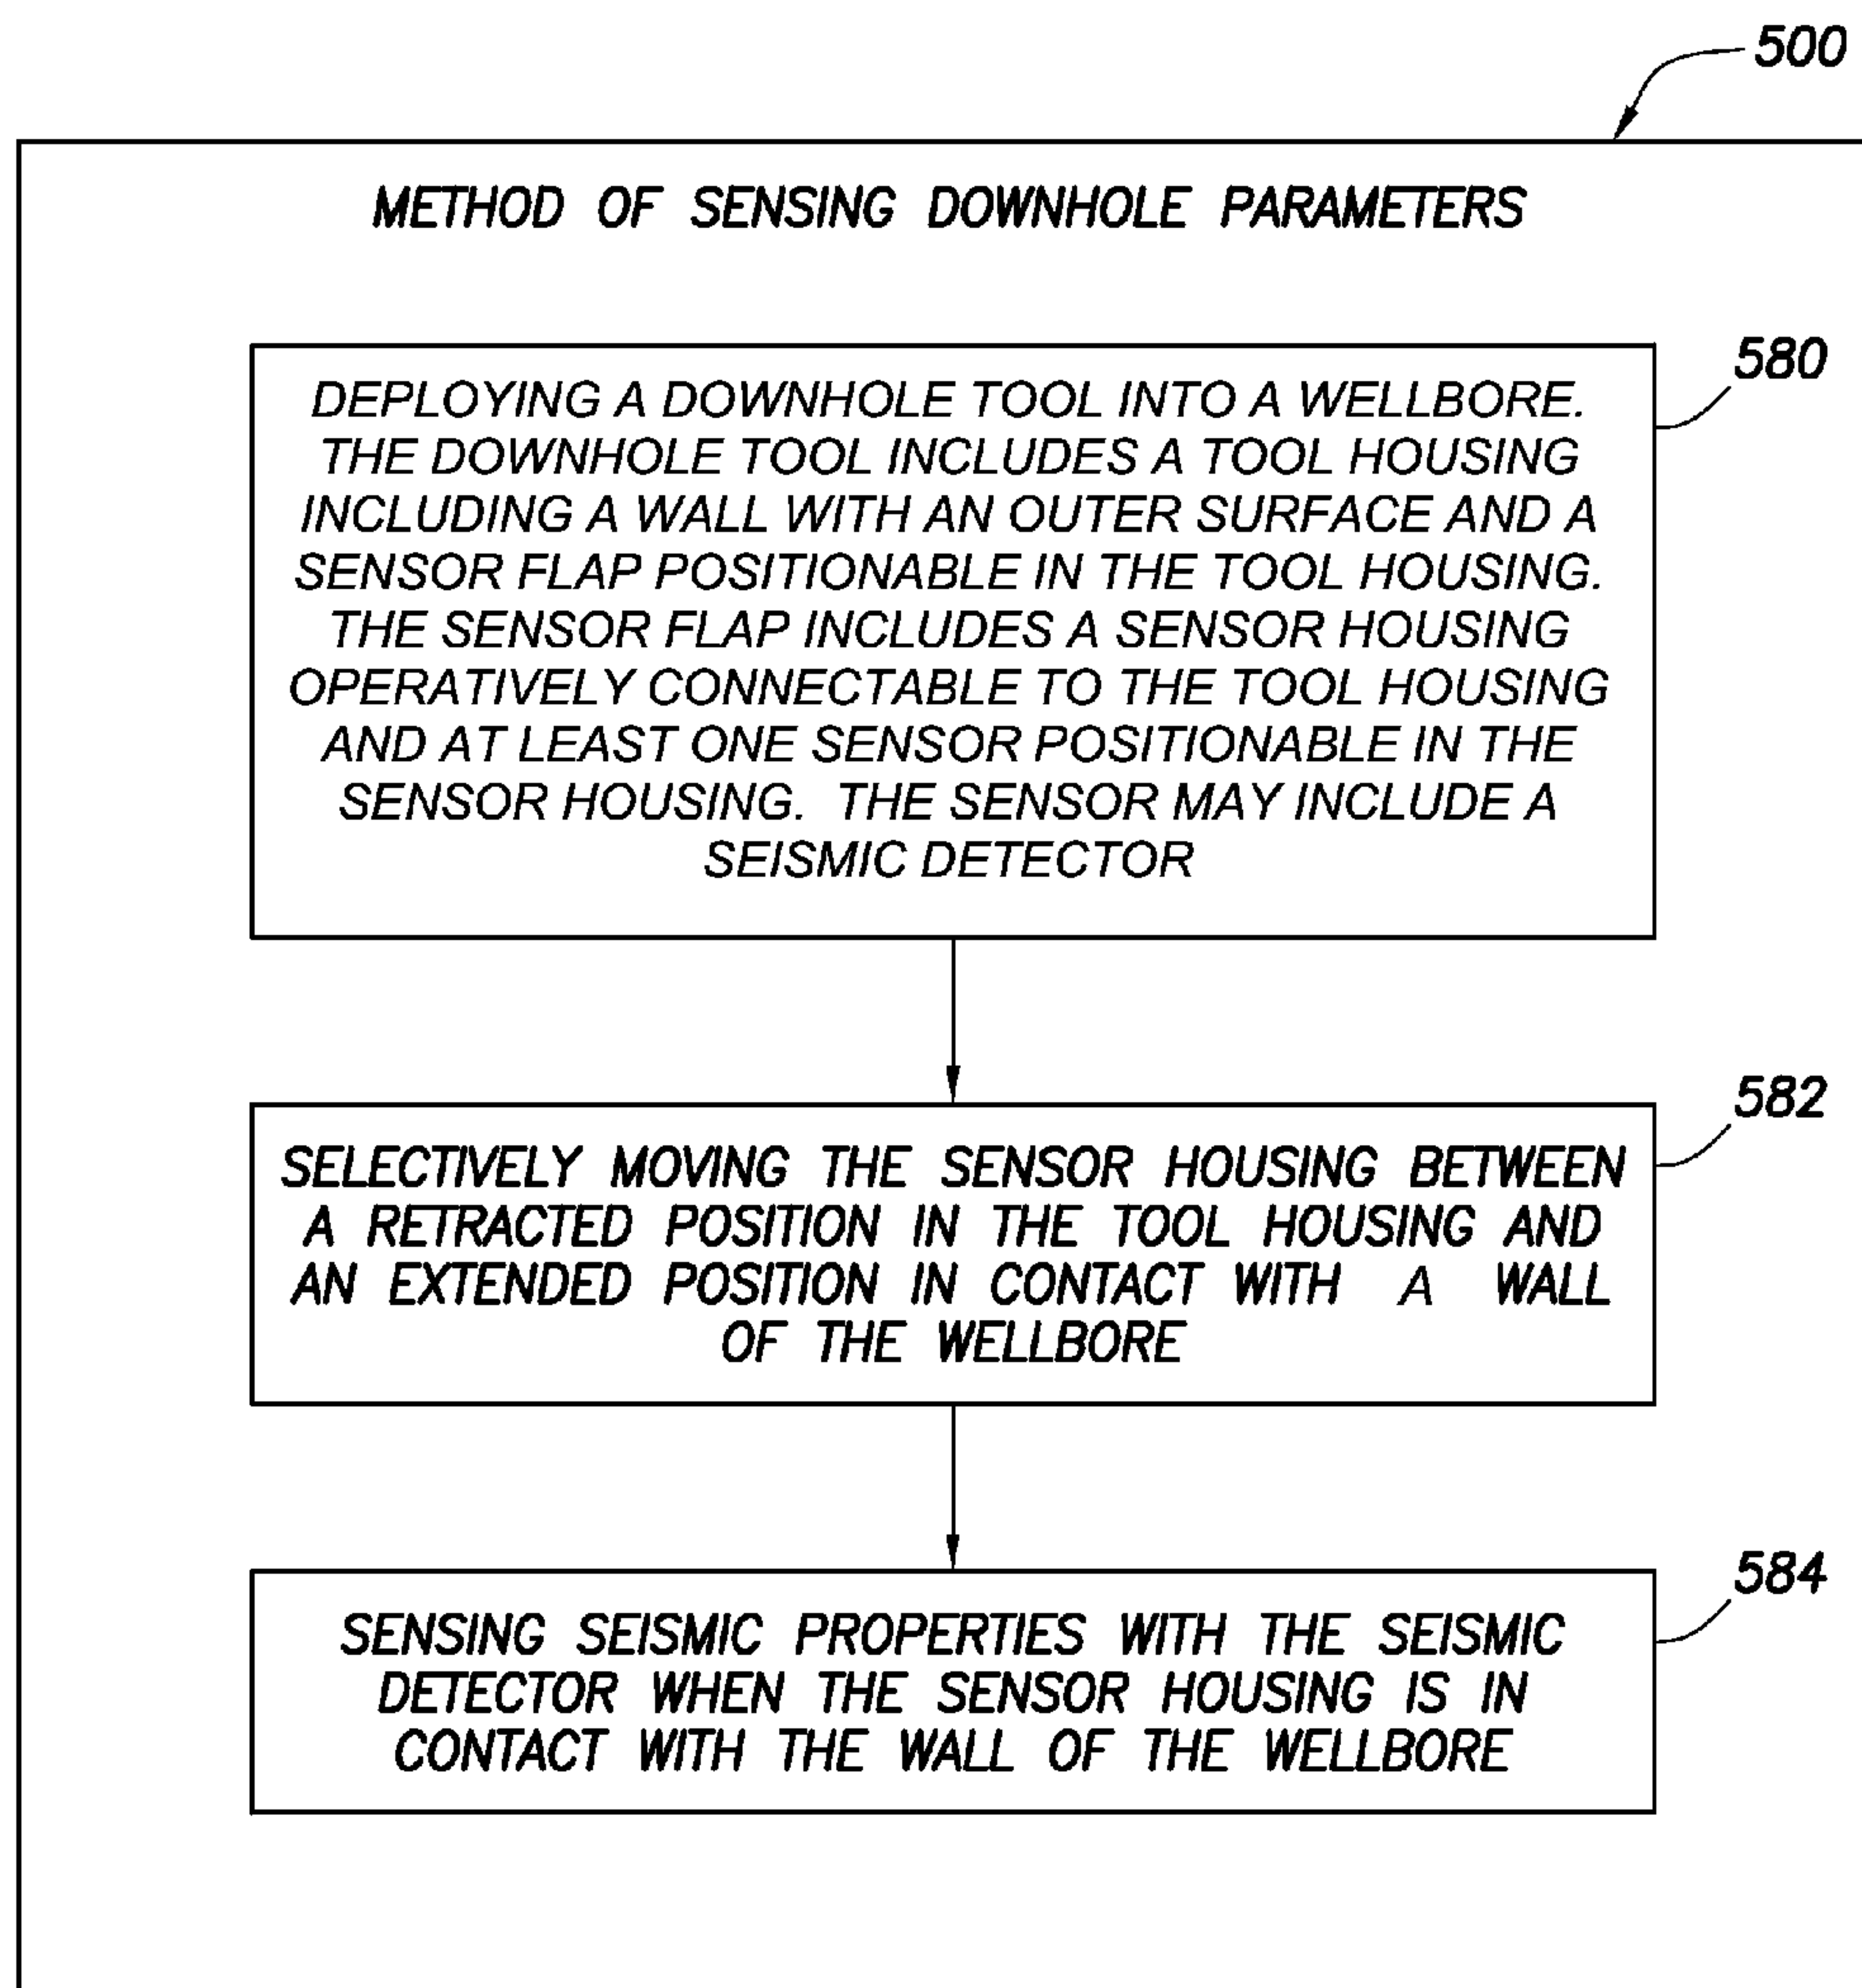 500
METHOD OF SENSING DOWNHOLE PARAMETERS
580
DEPLOYING A DOWNHOLE TOOL INTO A WELLBORE.
THE DOWNHOLE TOOL INCLUDES A TOOL HOUSING
INCLUDING A WALL WITH AN OUTER SURFACE AND A
SENSOR FLAP POSITIONABLE IN THE TOOL HOUSING.
THE SENSOR FLAP INCLUDES A SENSOR HOUSING
OPERATIVELY CONNECTABLE TO THE TOOL HOUSING
AND AT LEAST ONE SENSOR POSITIONABLE IN THE
SENSOR HOUSING. THE SENSOR MAY INCLUDE A
SEISMIC DETECTOR
582
SELECTIVELY MOVING THE SENSOR HOUSING BETWEEN
A RETRACTED POSITION IN THE TOOL HOUSING AND
AN EXTENDED POSITION IN CONTACT WITH A WALL
OF THE WELLBORE
584
SENSING SEISMIC PROPERTIES WITH THE SEISMIC
DETECTOR WHEN THE SENSOR HOUSING IS IN
CONTACT WITH THE WALL OF THE WELLBORE